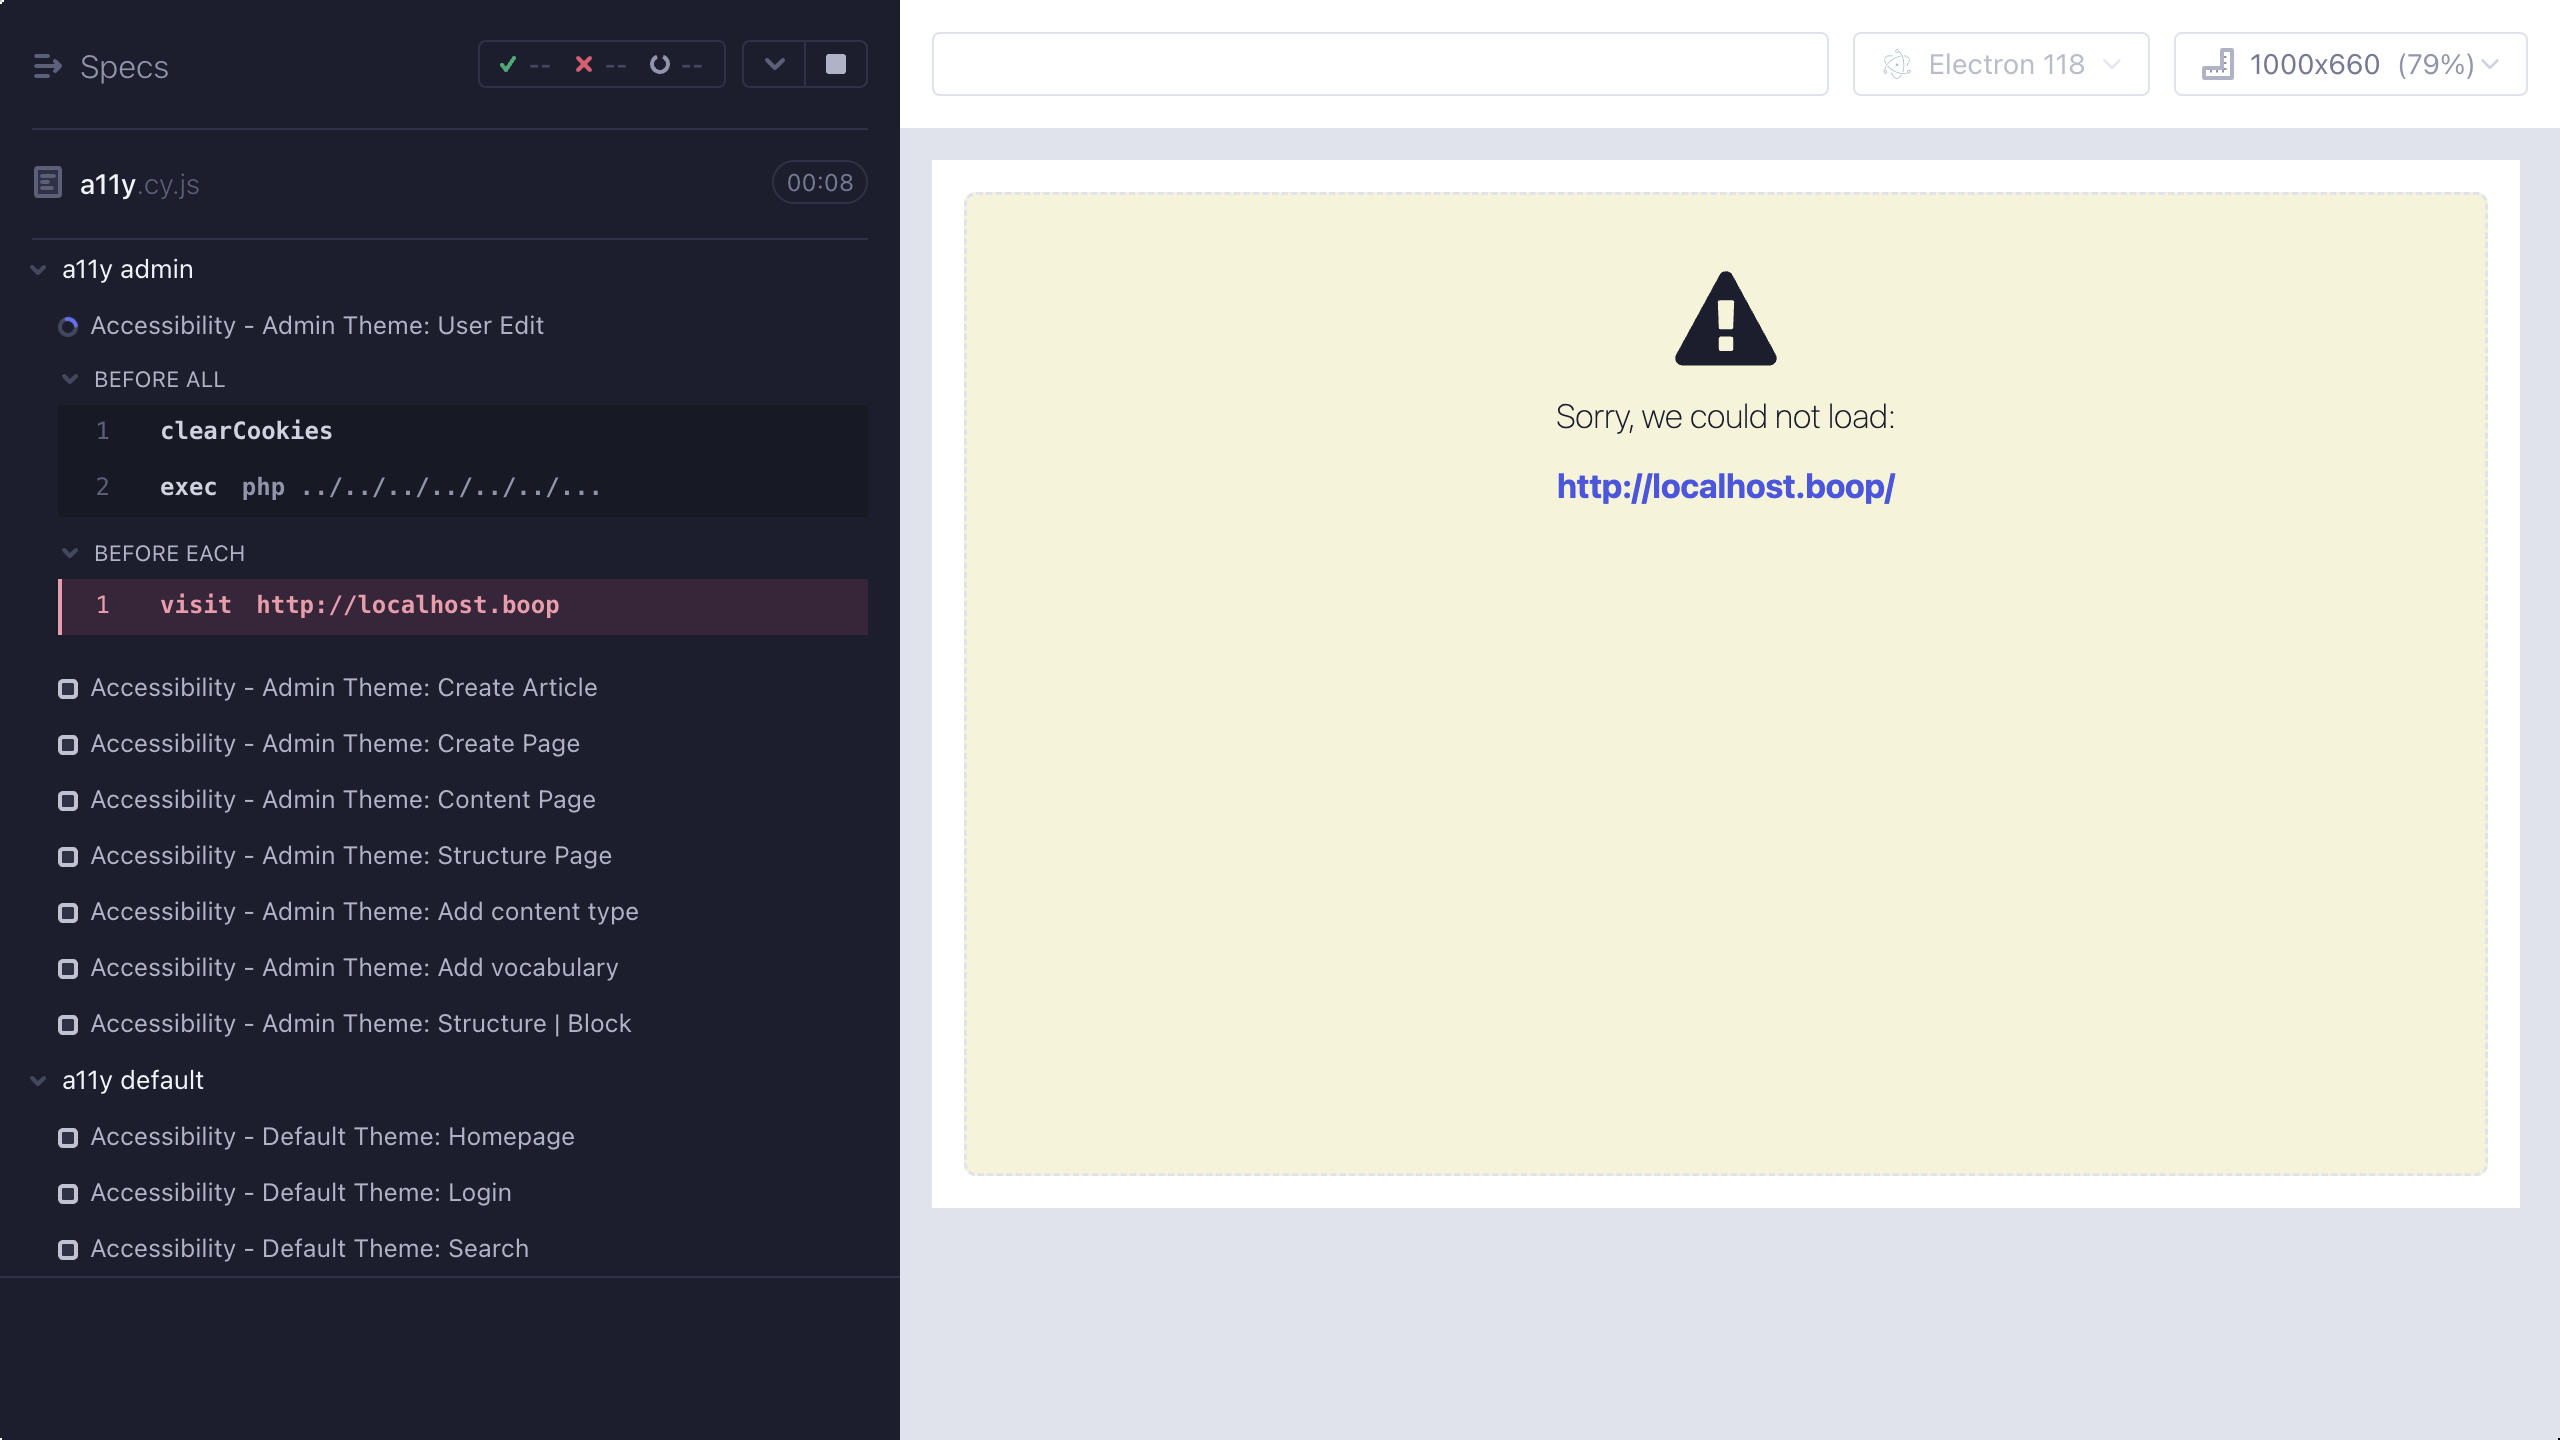 Specs
-- -- --
a11y.cy.js
00:08
a11y admin
Accessibility - Admin Theme: User Edit
BEFORE ALL
1 clearCookies
2 exec php ../../../../../../...
BEFORE EACH
1 visit http://localhost.boop
Accessibility - Admin Theme: Create Article
Accessibility - Admin Theme: Create Page
Accessibility - Admin Theme: Content Page
Accessibility - Admin Theme: Structure Page
Accessibility - Admin Theme: Add content type
Accessibility - Admin Theme: Add vocabulary
Accessibility - Admin Theme: Structure | Block
a11y default
Accessibility - Default Theme: Homepage
Accessibility - Default Theme: Login
Accessibility - Default Theme: Search
Electron 118
1000x660 (79%)
Sorry, we could not load:
http://localhost.boop/